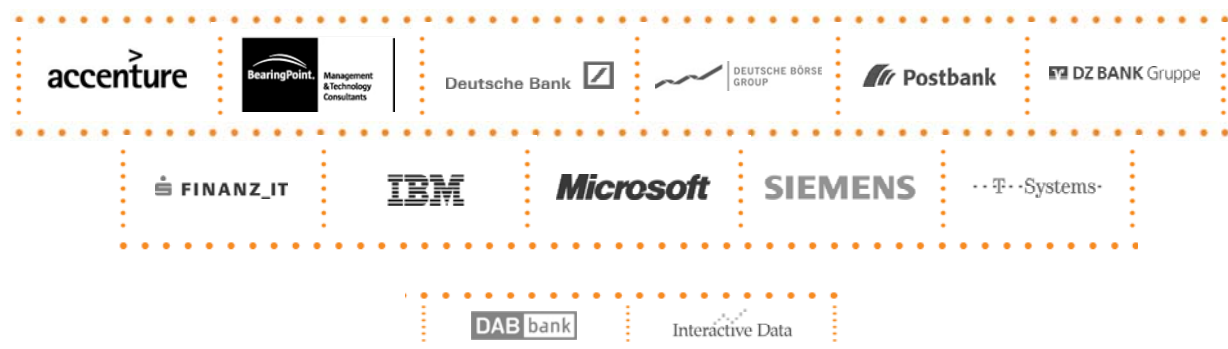 accenture
BearingPoint.
Management
& Technology
Consultants
Deutsche Bank
DEUTSCHE BÖRSE
GROUP
Postbank
DZ BANK Gruppe
FINANZ_IT
IBM
Microsoft
SIEMENS
··T··Systems·
DAB bank
Interactive Data